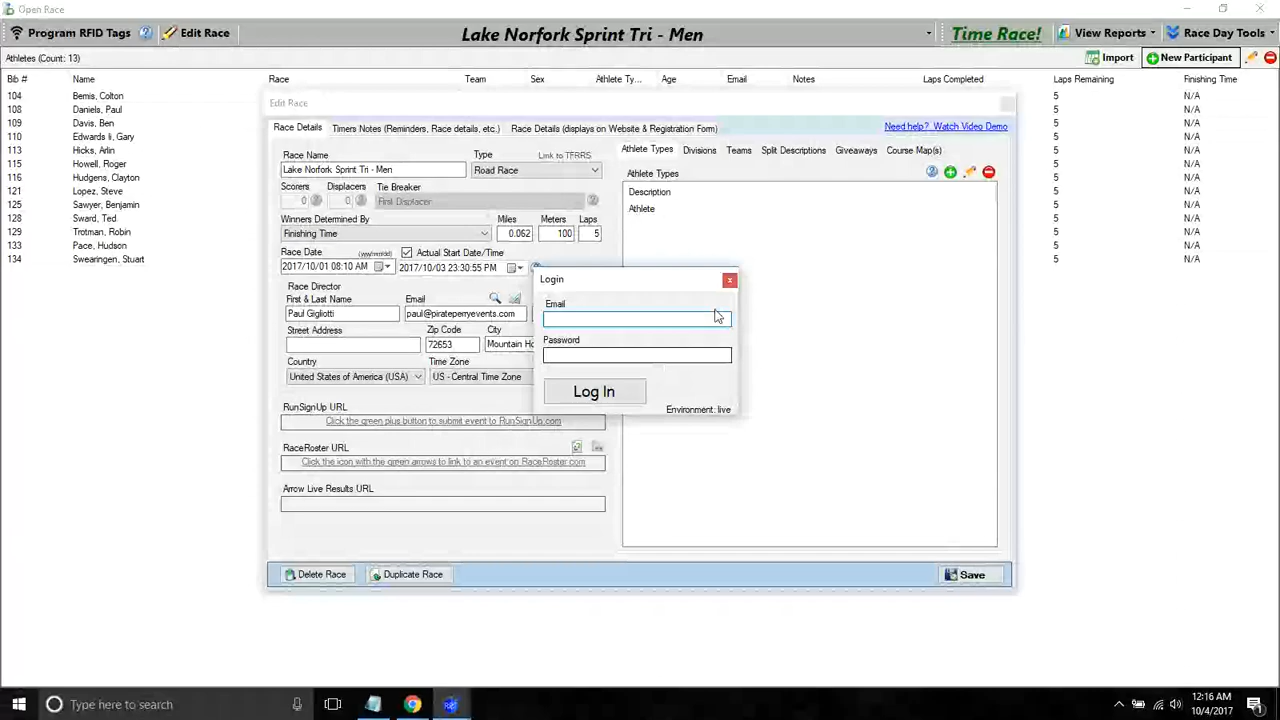 Open Race
Program RFID Tags Edit Race Lake Norfork Sprint Tri - Men Time Race! View Reports Race Day Tools
Athletes (Count: 13) Import New Participant
Bib # Name Race Team Sex Athlete Ty... Age Email Notes Laps Completed Laps Remaining Finishing Time
104 Bemis, Colton 5 N/A
108 Daniels, Paul 5 N/A
109 Davis, Ben 5 N/A
110 Edwards Ii, Gary 5 N/A
113 Hicks, Arlin 5 N/A
115 Howell, Roger 5 N/A
116 Hudgens, Clayton 5 N/A
121 Lopez, Steve 5 N/A
125 Sawyer, Benjamin 5 N/A
128 Sward, Ted 5 N/A
129 Trotman, Robin 5 N/A
133 Pace, Hudson 5 N/A
134 Swearingen, Stuart 5 N/A
Edit Race
Race Details Timers Notes (Reminders, Race details, etc.) Race Details (displays on Website & Registration Form) Need help? Watch Video Demo
Race Name Type Link to TFRRS
Lake Norfork Sprint Tri - Men Road Race
Scorers Displacers Tie Breaker
0 0 First Displacer
Winners Determined By Miles Meters Laps
Finishing Time 0.062 100 5
Race Date (yyyy/mm/dd) Actual Start Date/Time
2017/10/01 08:10 AM 2017/10/03 23:30:55 PM
Race Director
First & Last Name Email
Paul Gigliotti paul@pirateperryevents.com
Street Address Zip Code City
72653 Mountain Ho
Country Time Zone
United States of America (USA) US - Central Time Zone
RunSignUp URL
Click the green plus button to submit event to RunSignUp.com
RaceRoster URL
Click the icon with the green arrows to link to an event on RaceRoster.com
Arrow Live Results URL
Athlete Types Divisions Teams Split Descriptions Giveaways Course Map(s)
Athlete Types
Description
Athlete
Login
x
Email
Password
Log In
Environment: live
Delete Race Duplicate Race Save
Type here to search
12:16 AM
10/4/2017
1